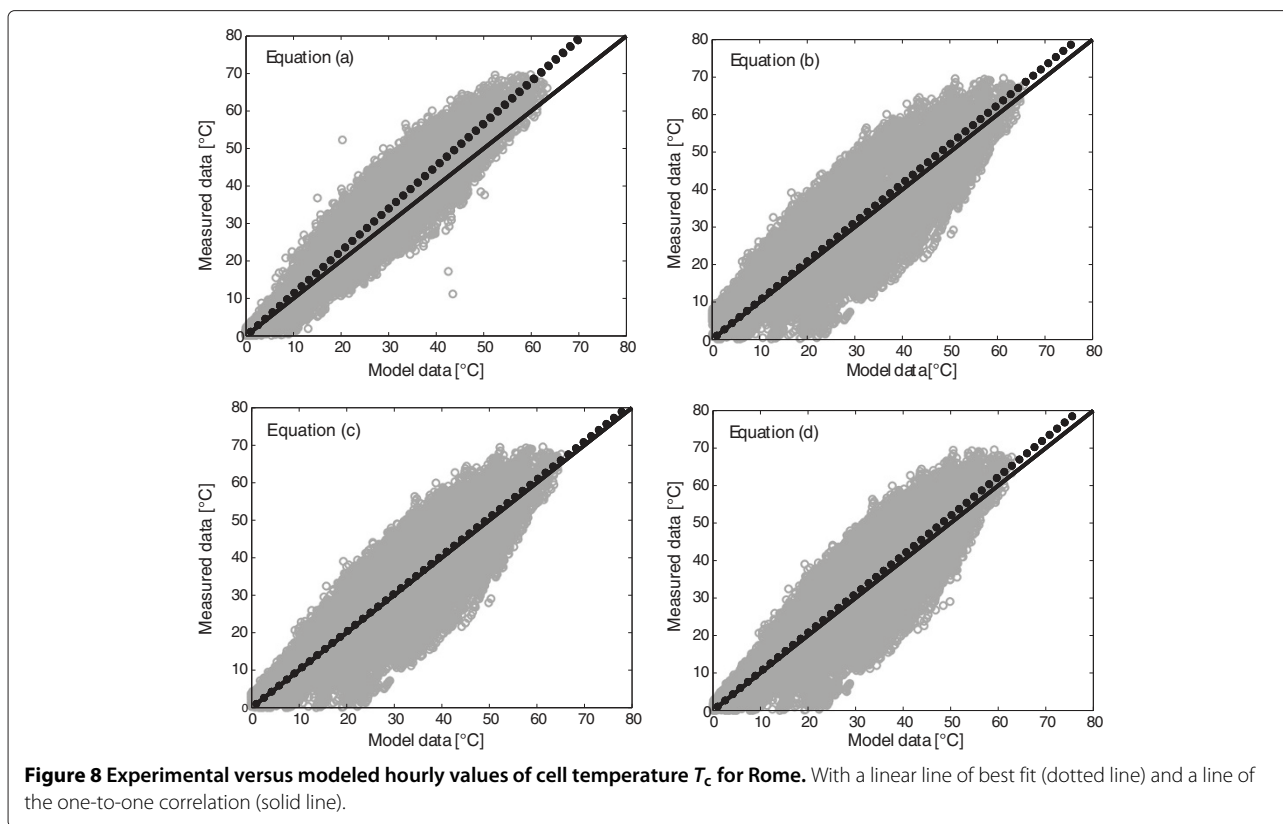 Equation (a)
Measured data [°C]
80
70
60
50
40
30
20
10
0
10 20 30 40 50 60 70 80
Model data [°C]
Equation (b)
Measured data [°C]
80
70
60
50
40
30
20
10
0
0 10 20 30 40 50 60 70 80
Model data[°C]
Equation (c)
Measured data [°C]
80
70
60
50
40
30
20
10
0
0 10 20 30 40 50 60 70 80
Model data [°C]
Equation (d)
Measured data [°C]
80
70
60
50
40
30
20
10
0
0 10 20 30 40 50 60 70 80
Model data [°C]
Figure 8 Experimental versus modeled hourly values of cell temperature Tc for Rome. With a linear line of best fit (dotted line) and a line of
the one-to-one correlation (solid line).